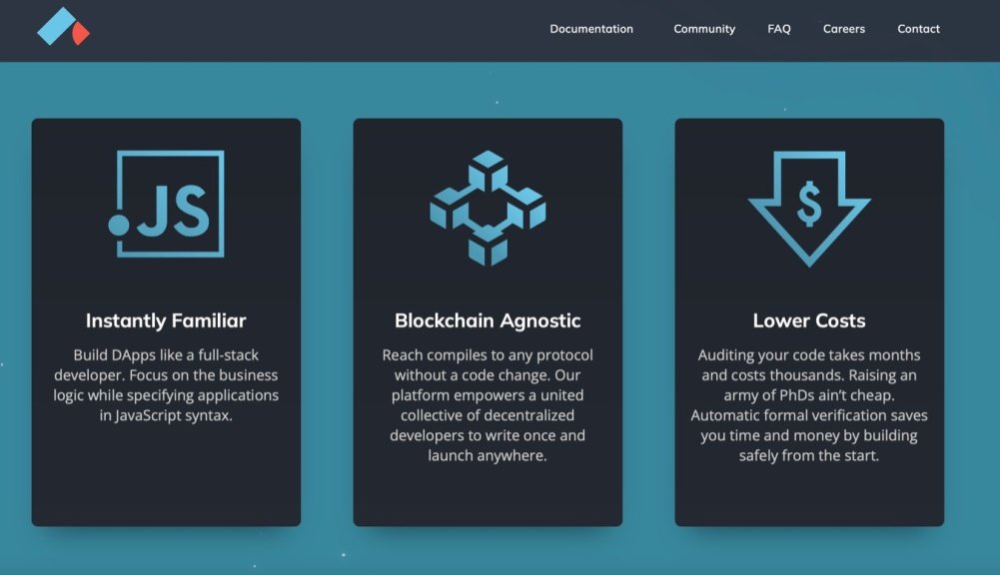 Documentation Community FAQ Careers Contact
JS
$
Instantly Familiar
Build DApps like a full-stack
developer. Focus on the business
logic while specifying applications
in JavaScript syntax.
Blockchain Agnostic
Reach compiles to any protocol
without a code change. Our
platform empowers a united
collective of decentralized
developers to write once and
launch anywhere.
Lower Costs
Auditing your code takes months
and costs thousands. Raising an
army of PhDs ain't cheap.
Automatic formal verification saves
you time and money by building
safely from the start.